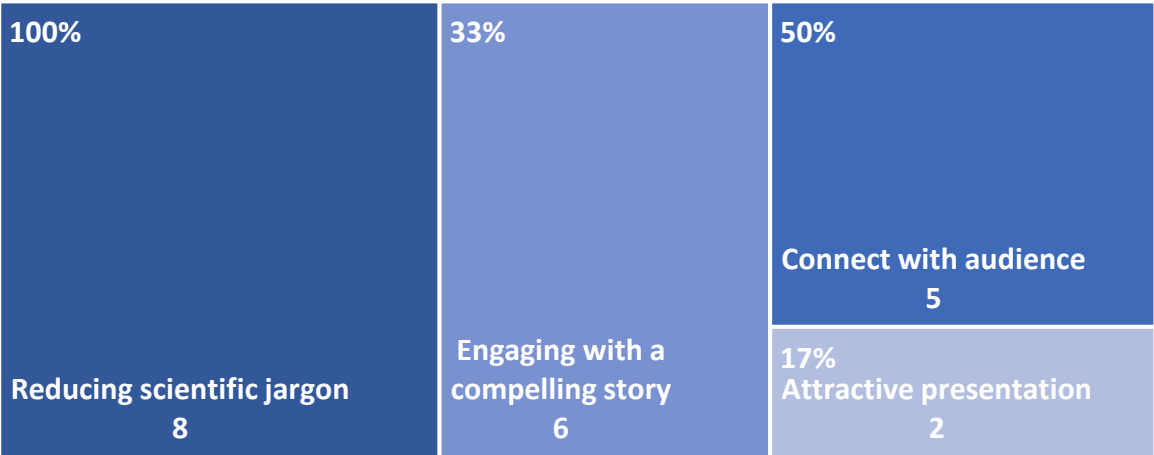 100%
Reducing scientific jargon
8
33%
Engaging with a
compelling story
6
50%
Connect with audience
5
17%
Attractive presentation
2